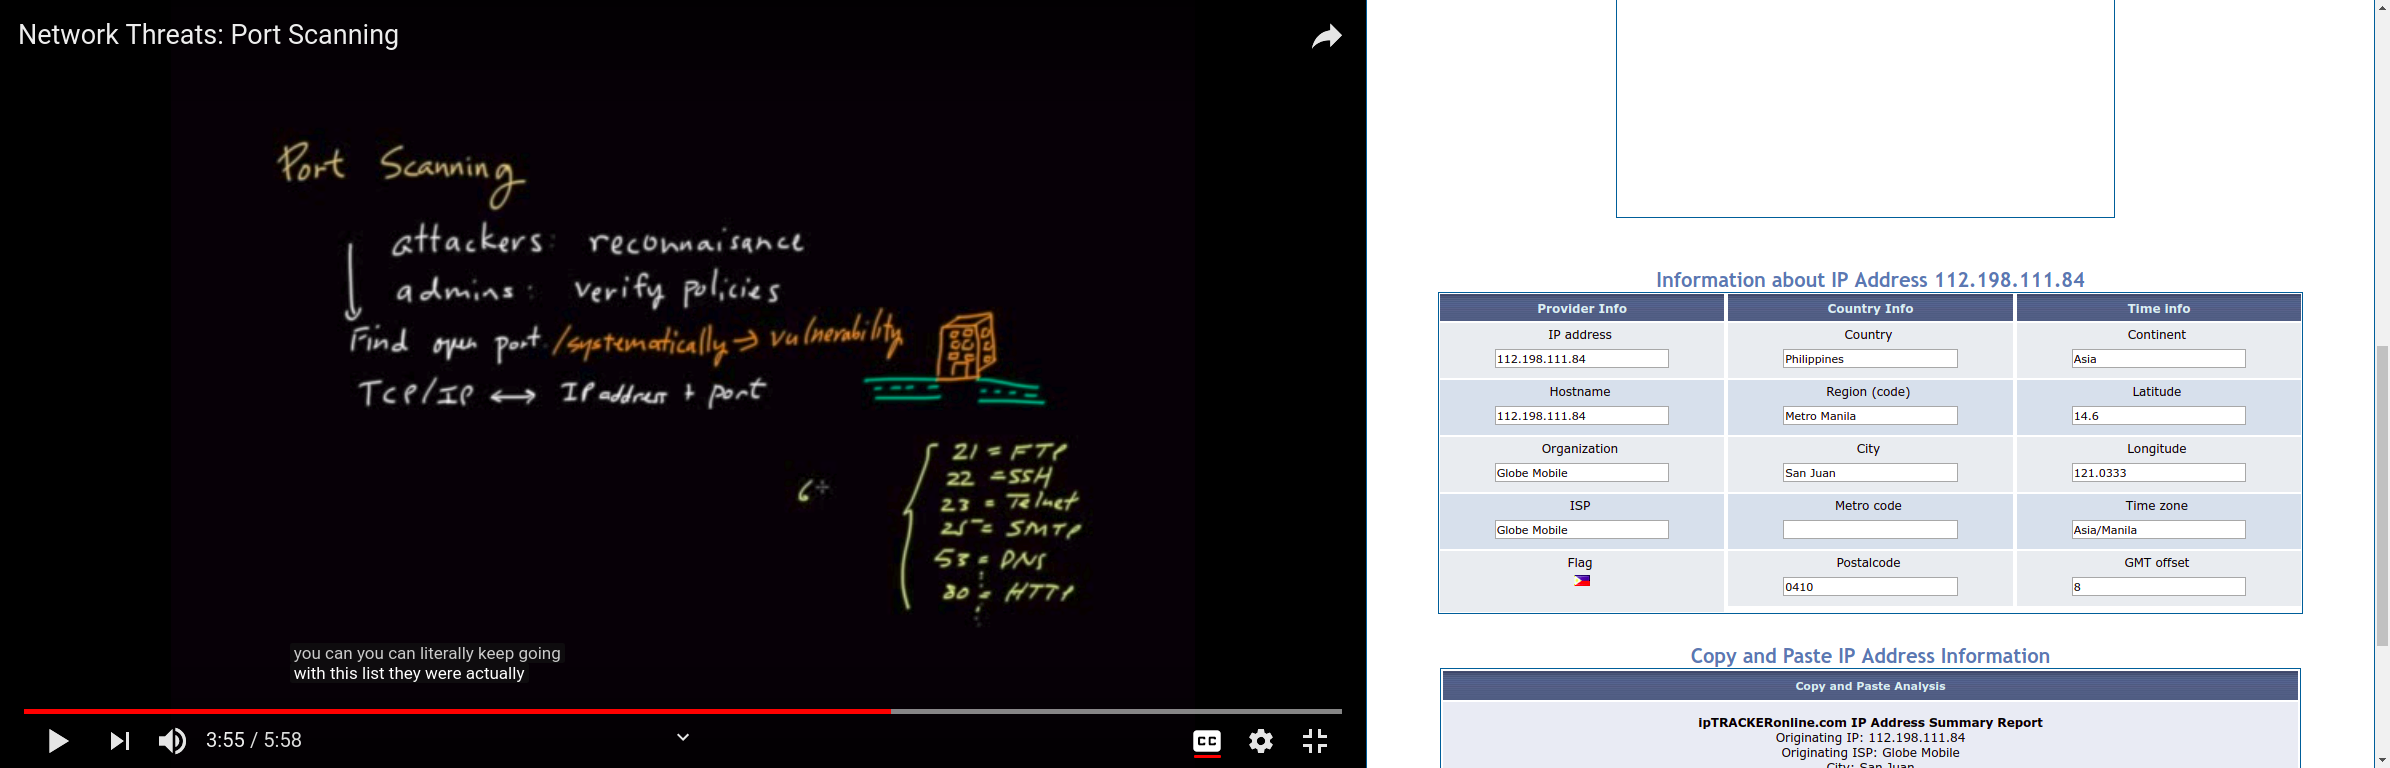 Network Threats: Port Scanning
Port Scanning
attackers: reconnaisance
admins: verify policies
Find open port /systematically → vulnerability
TCP/IP ↔ IP address + port
6
21 = FTP
22 = SSH
23 = Telnet
25 = SMTP
53 = DNS
80 = HTTP
you can you can literally keep going
with this list they were actually
3:55 / 5:58
CC
Information about IP Address 112.198.111.84
Provider Info Country Info Time info
IP address Country Continent
112.198.111.84 Philippines Asia
Hostname Region (code) Latitude
112.198.111.84 Metro Manila 14.6
Organization City Longitude
Globe Mobile San Juan 121.0333
ISP Metro code Time zone
Globe Mobile Asia/Manila
Flag Postalcode GMT offset
0410 8
Copy and Paste IP Address Information
Copy and Paste Analysis
ipTRACKERonline.com IP Address Summary Report
Originating IP: 112.198.111.84
Originating ISP: Globe Mobile
City: San Juan